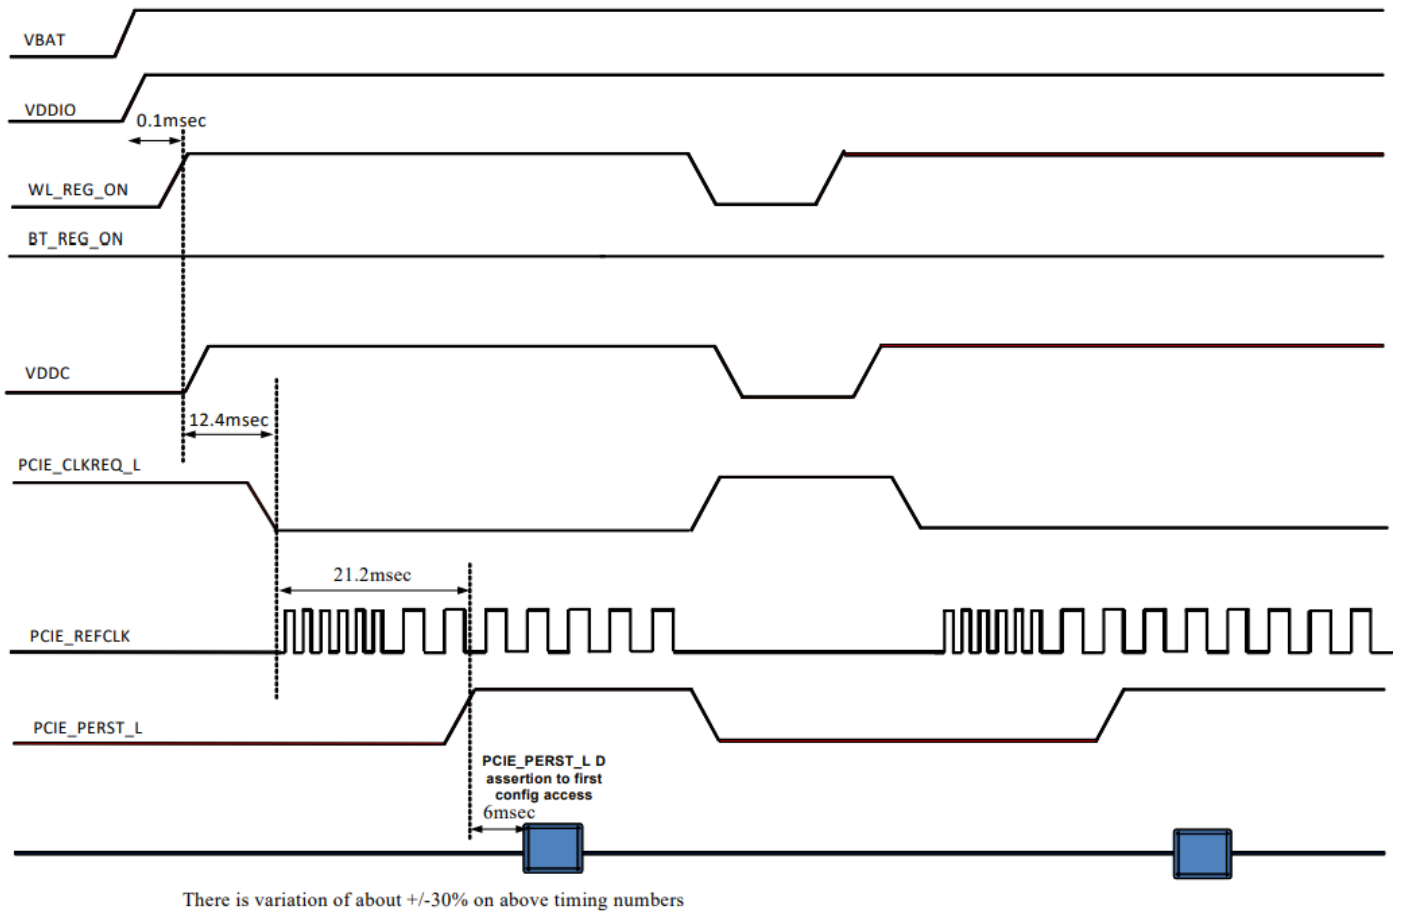 VBAT
VDDIO
0.1msec
WL_REG_ON
BT_REG_ON
VDDC
12.4msec
PCIE_CLKREQ_L
21.2msec
PCIE_REFCLK
PCIE_PERST_L
PCIE_PERST_L D
assertion to first
config access
6msec
There is variation of about +/-30% on above timing numbers